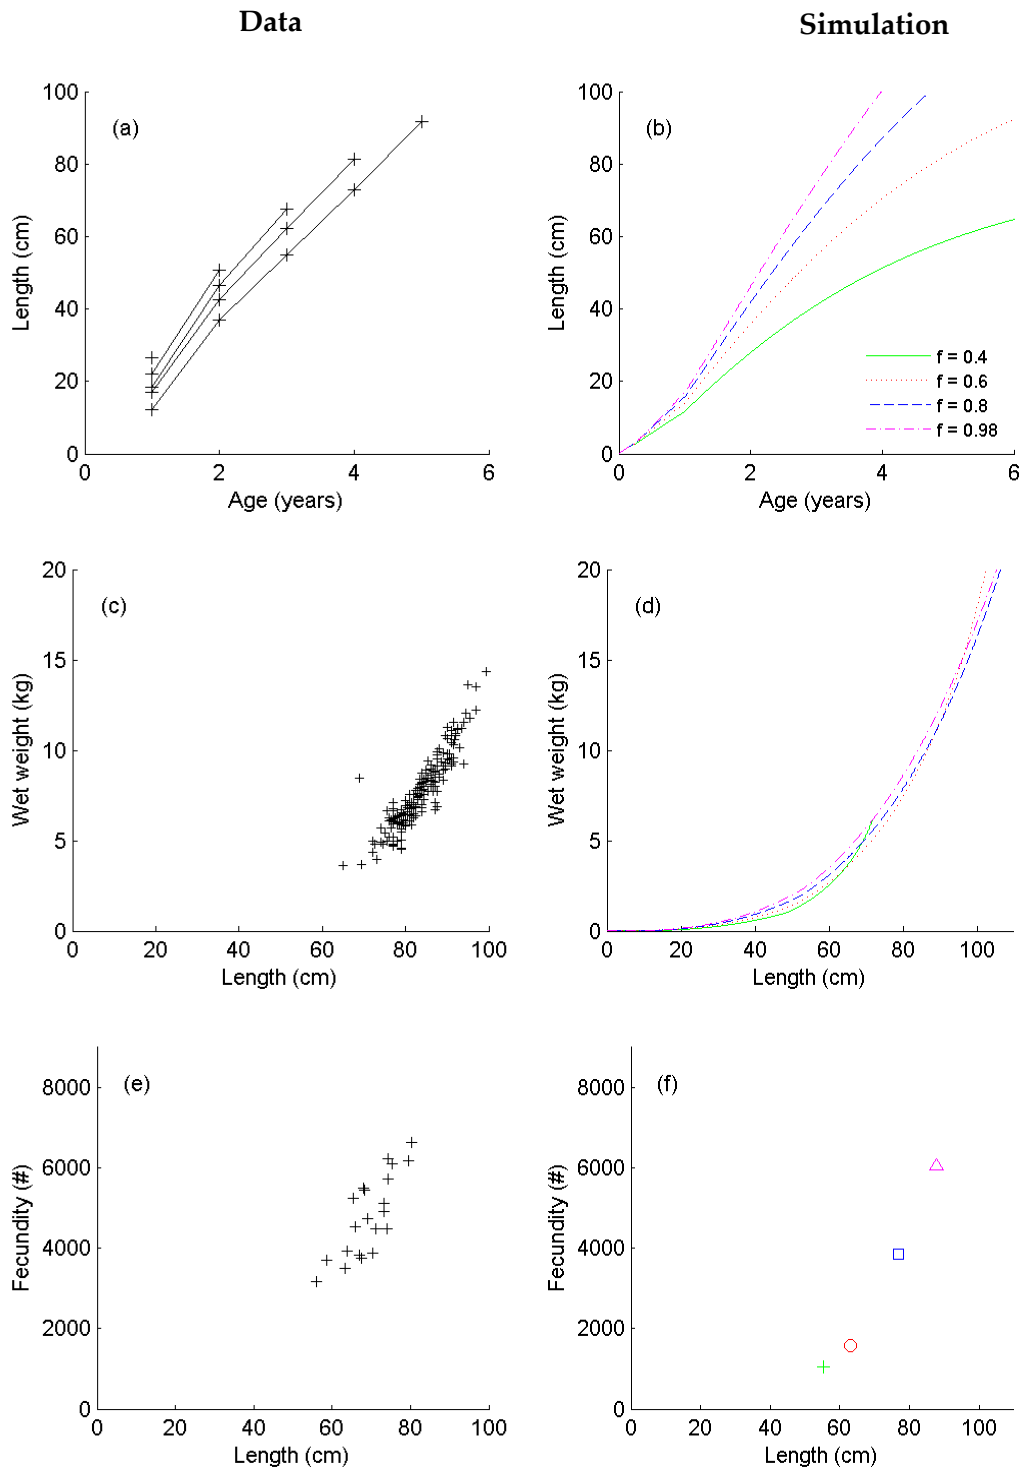 Data
Simulation
(a)
Length (cm)
100
80
60
40
20
0
0 2 4 6
Age (years)
(b)
Length (cm)
100
80
60
40
20
0
f = 0.4
f = 0.6
f = 0.8
f = 0.98
0 2 4 6
Age (years)
(c)
Wet weight (kg)
20
15
10
5
0
0 20 40 60 80 100
Length (cm)
(d)
Wet weight (kg)
20
15
10
5
0
0 20 40 60 80 100
Length (cm)
(e)
Fecundity (#)
8000
6000
4000
2000
0
0 20 40 60 80 100
Length (cm)
(f)
Fecundity (#)
8000
6000
4000
2000
0
0 20 40 60 80 100
Length (cm)